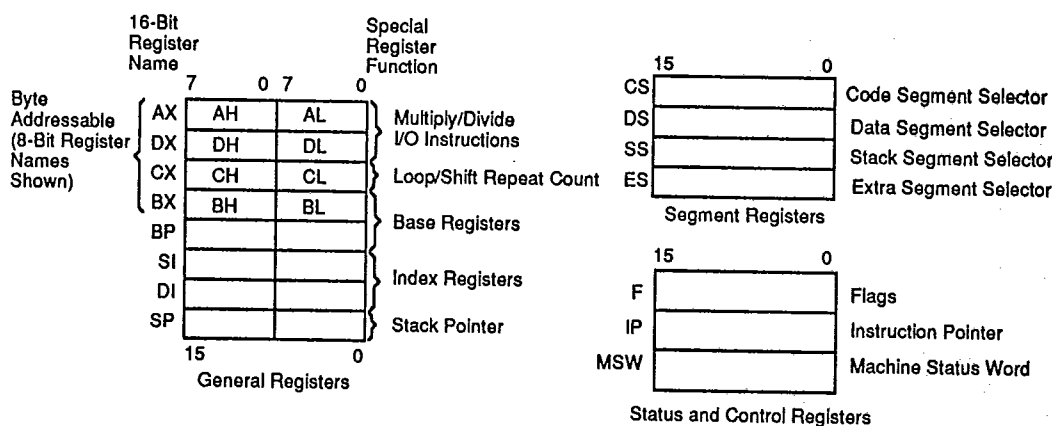 16-Bit
Register
Name
Special
Register
Function
7 0 7 0
Byte
Addressable
(8-Bit Register
Names
Shown)
AX AH AL
DX DH DL
Multiply/Divide
I/O Instructions
CX CH CL Loop/Shift Repeat Count
BX BH BL
BP
Base Registers
SI
DI
Index Registers
SP Stack Pointer
15 0
General Registers
15 0
CS Code Segment Selector
DS Data Segment Selector
SS Stack Segment Selector
ES Extra Segment Selector
Segment Registers
15 0
F Flags
IP Instruction Pointer
MSW Machine Status Word
Status and Control Registers